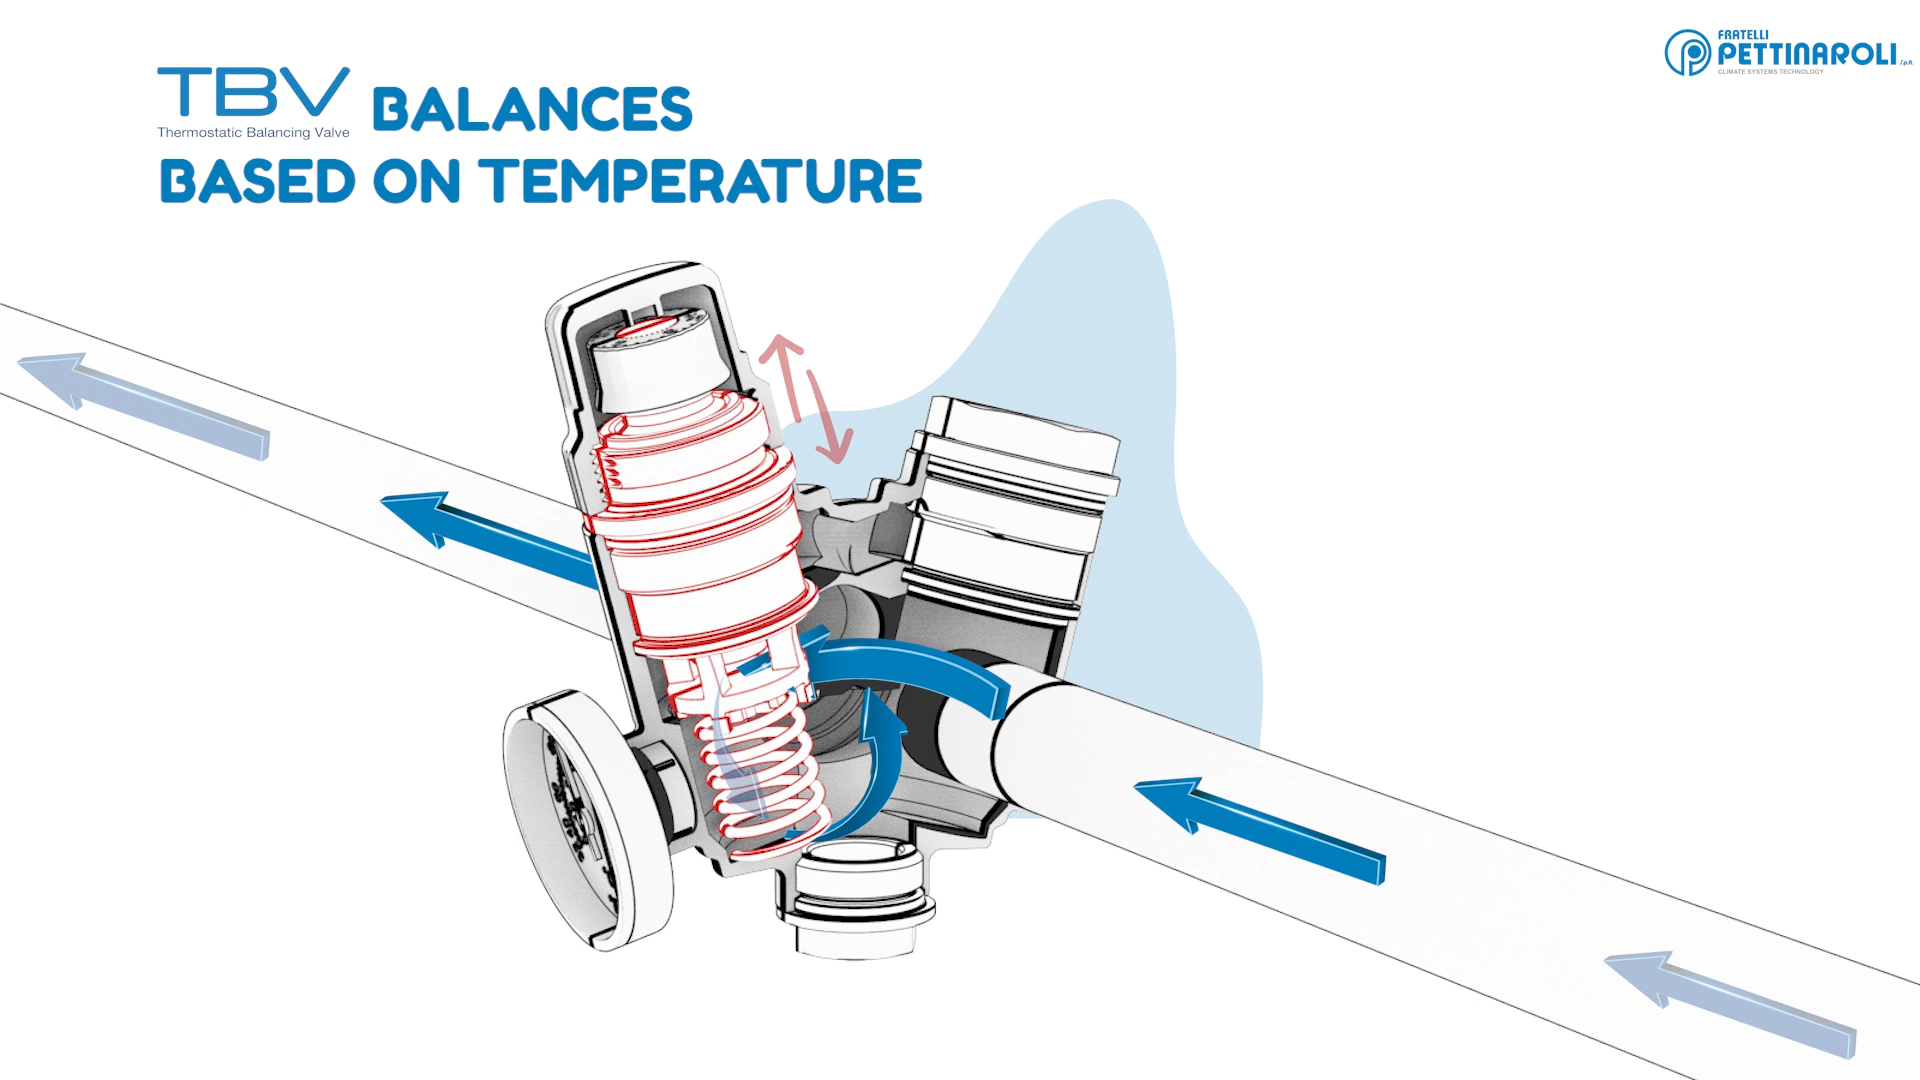 TBV BALANCES
Thermostatic Balancing Valve
BASED ON TEMPERATURE
FRATELLI
PETTINAROLI S.p.A.
CLIMATE SYSTEMS TECHNOLOGY